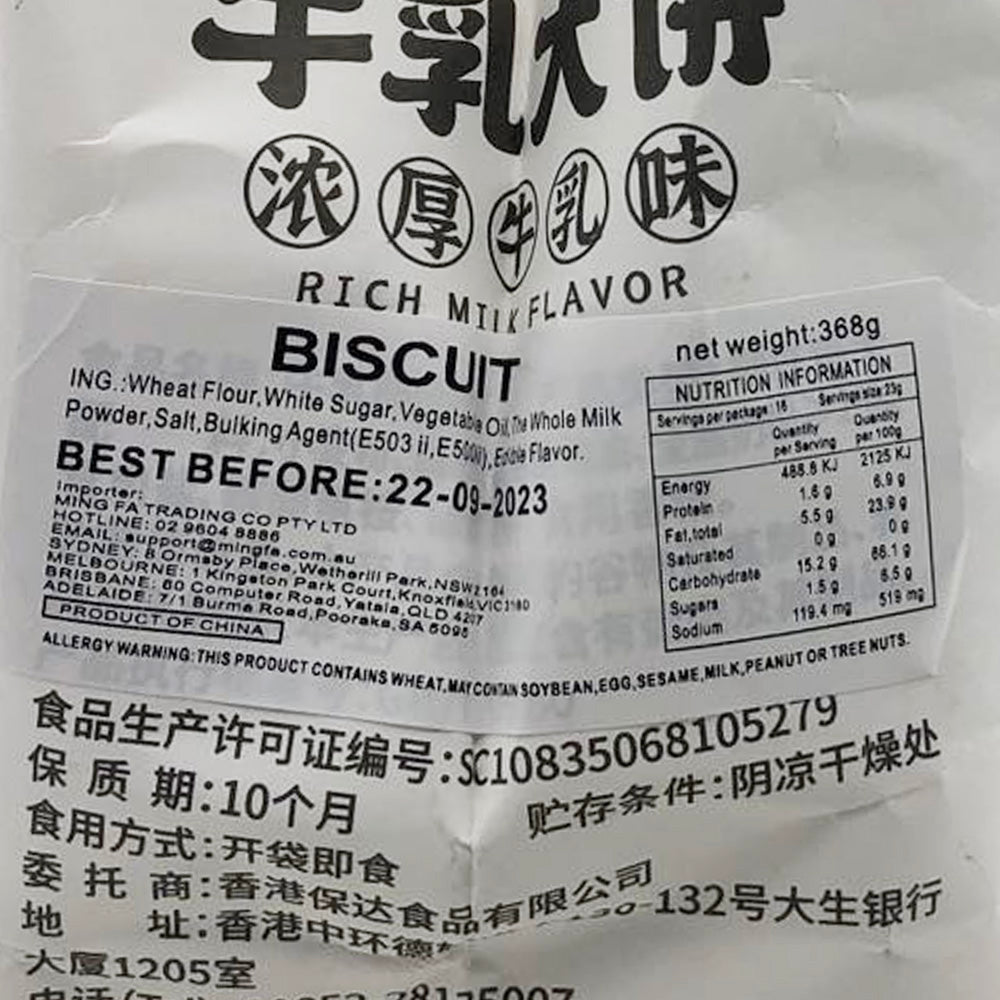 牛乳大饼
浓厚牛乳味
RICH MILK FLAVOR
BISCUIT
ING.:Wheat Flour,White Sugar,Vegetable Oil,The Whole Milk
Powder,Salt,Bulking Agent(E503 ii,E500ii),Edible Flavor.
BEST BEFORE:22-09-2023
Importer:
MING FA TRADING CO PTY LTD
HOTLINE: 02 9604 8886
EMAIL: support@mingfa.com.au
SYDNEY: 8 Ormsby Place,Wetherill Park,NSW2164
MELBOURNE: 1 Kingston Park Court,Knoxfield,VIC3180
BRISBANE: 60 Computer Road,Yatala,QLD 4207
ADELAIDE: 7/1 Burma Road,Pooraka,SA 5095
PRODUCT OF CHINA
net weight:368g
NUTRITION INFORMATION
Servings per package: 16 Servings size:23g
Quantity per Serving Quantity per 100g
Energy 488.8 KJ 2125 KJ
Protein 1.6 g 6.9 g
Fat,total 5.5 g 23.9 g
Saturated 0 g 0 g
Carbohydrate 15.2 g 66.1 g
Sugars 1.5 g 6.5 g
Sodium 119.4 mg 519 mg
ALLERGY WARNING:THIS PRODUCT CONTAINS WHEAT,MAY CONTAIN SOYBEAN,EGG,SESAME,MILK,PEANUT OR TREE NUTS.
食品生产许可证编号:SC10835068105279
保质期:10个月 贮存条件:阴凉干燥处
食用方式:开袋即食
委托商:香港保达食品有限公司
地址:香港中环德 -132号大生银行
大厦1205室